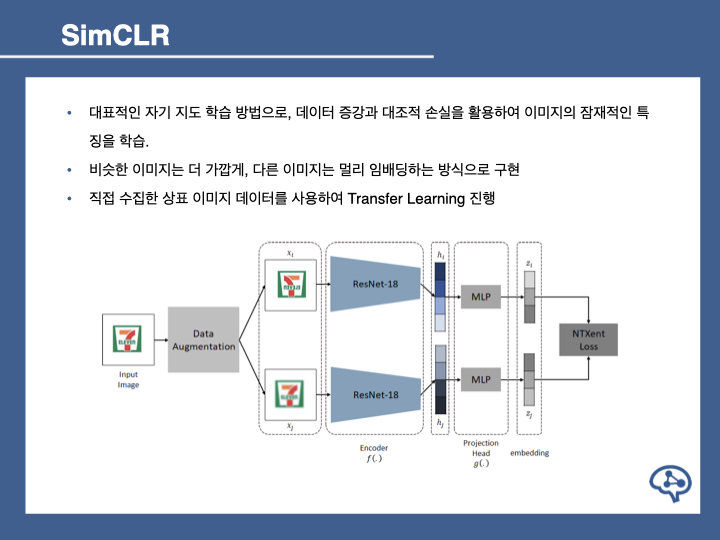 SimCLR
• 대표적인 자기 지도 학습 방법으로, 데이터 증강과 대조적 손실을 활용하여 이미지의 잠재적인 특
징을 학습.
• 비슷한 이미지는 더 가깝게, 다른 이미지는 멀리 임배딩하는 방식으로 구현
• 직접 수집한 상표 이미지 데이터를 사용하여 Transfer Learning 진행
7
ELEVEN
Input
Image
Data
Augmentation
x_i
7
x_j
7
ELEVEN
ResNet-18
ResNet-18
Encoder
f(.)
h_i
h_j
MLP
MLP
Projection
Head
g(.)
z_i
z_j
embedding
NTXent
Loss